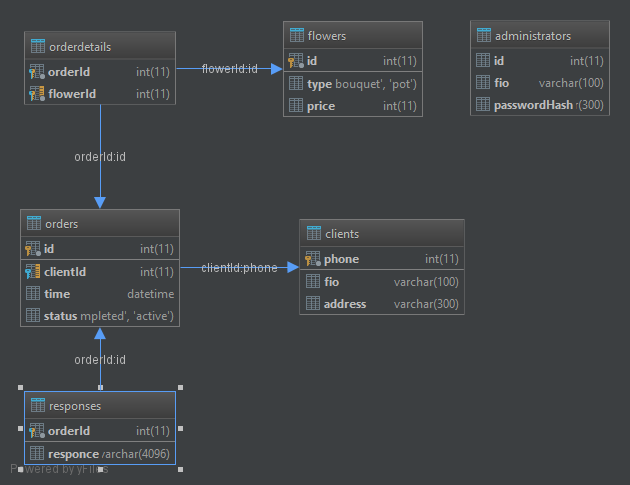 orderdetails
orderId int(11)
flowerId int(11)
flowerId:id
flowers
id int(11)
type bouquet', 'pot')
price int(11)
administrators
id int(11)
fio varchar(100)
passwordHash r(300)
orderId:id
orders
id int(11)
clientId int(11)
time datetime
status mpleted', 'active')
clientId:phone
clients
phone int(11)
fio varchar(100)
address varchar(300)
orderId:id
responses
orderId int(11)
responce varchar(4096)
Powered by yFiles